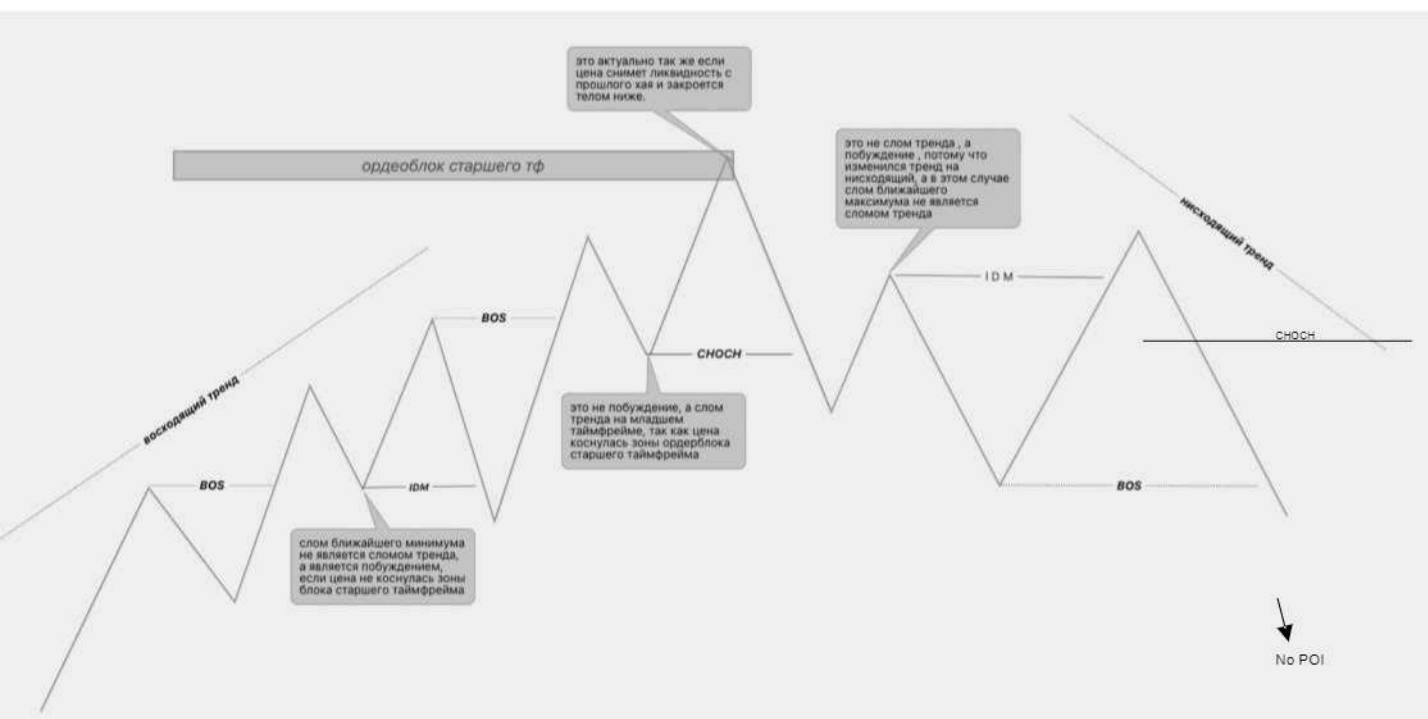 это актуально так же если
цена снимет ликвидность с
прошлого хая и закроется
телом ниже.
ордеоблок старшего тф
это не слом тренда , а
побуждение , потому что
изменился тренд на
нисходящий, а в этом случае
слом ближайшего
максимума не является
сломом тренда
нисходящий тренд
I D M
BOS
CHOCH
CHOCH
восходящий тренд
это не побуждение, а слом
тренда на младшем
таймфрейме, так как цена
коснулась зоны ордерблока
старшего таймфрейма
BOS
IDM
BOS
слом ближайшего минимума
не является сломом тренда,
а является побуждением,
если цена не коснулась зоны
блока старшего таймфрейма
No POI